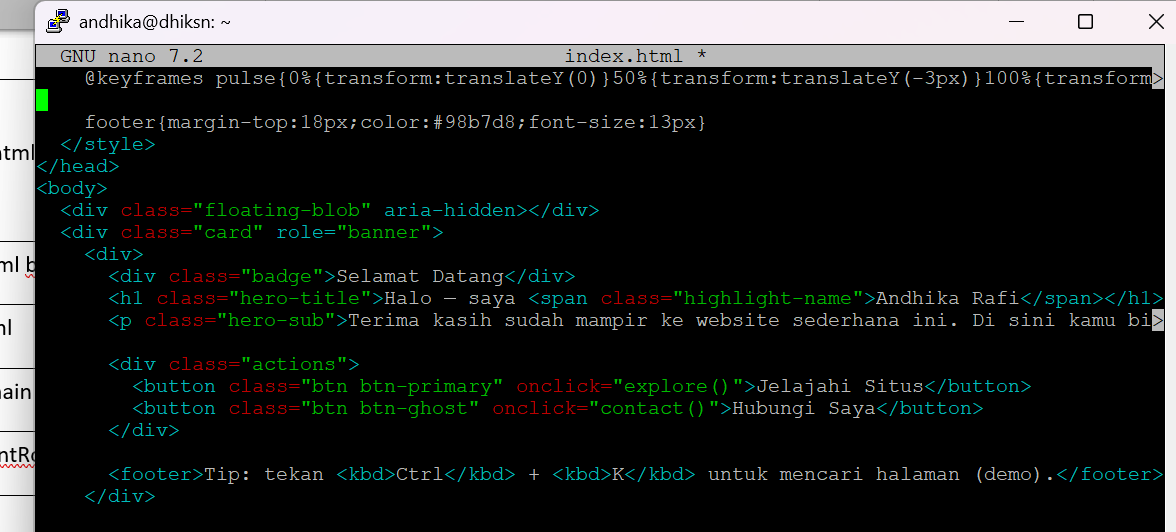 andhika@dhiksn: ~
GNU nano 7.2 index.html *
@keyframes pulse{0%{transform:translateY(0)}50%{transform:translateY(-3px)}100%{transform>
footer{margin-top:18px;color:#98b7d8;font-size:13px}
</style>
</head>
<body>
<div class="floating-blob" aria-hidden></div>
<div class="card" role="banner">
<div>
<div class="badge">Selamat Datang</div>
<h1 class="hero-title">Halo — saya <span class="highlight-name">Andhika Rafi</span></h1>
<p class="hero-sub">Terima kasih sudah mampir ke website sederhana ini. Di sini kamu bi>
<div class="actions">
<button class="btn btn-primary" onclick="explore()">Jelajahi Situs</button>
<button class="btn btn-ghost" onclick="contact()">Hubungi Saya</button>
</div>
<footer>Tip: tekan <kbd>Ctrl</kbd> + <kbd>K</kbd> untuk mencari halaman (demo).</footer>
</div>